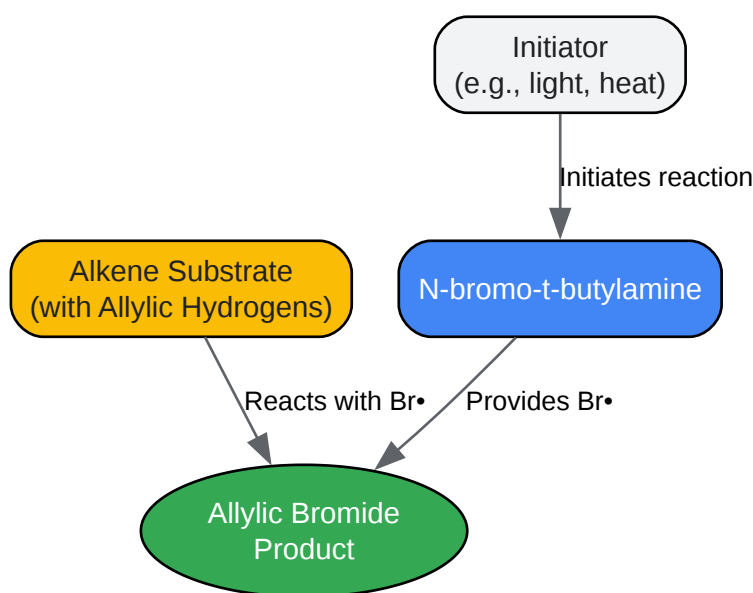 Initiator
(e.g., light, heat)
Initiates reaction
Alkene Substrate
(with Allylic Hydrogens)
N-bromo-t-butylamine
Reacts with Br•
Provides Br•
Allylic Bromide
Product